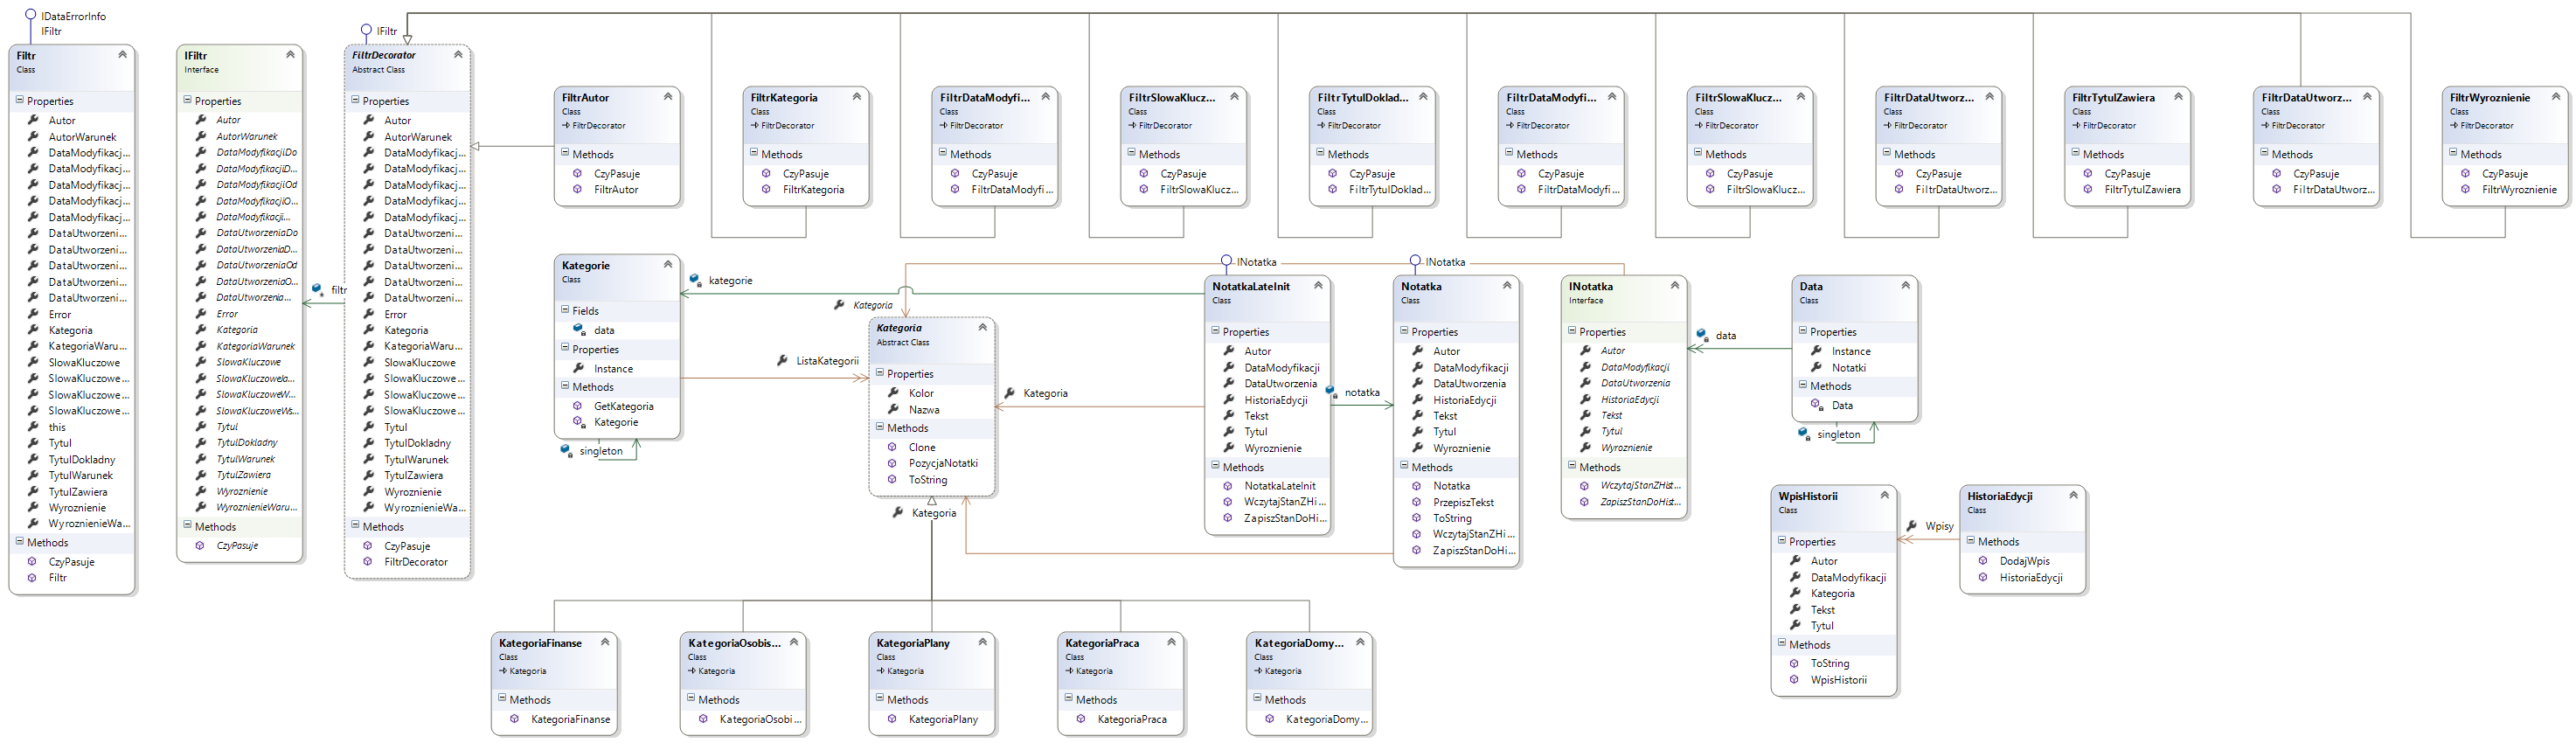 IDataErrorInfo
IFiltr
Filtr
Class
Properties
Autor
AutorWarunek
DataModyfikacj...
DataModyfikacj...
DataModyfikacj...
DataModyfikacj...
DataModyfikacj...
DataUtworzeni...
DataUtworzeni...
DataUtworzeni...
DataUtworzeni...
DataUtworzeni...
Error
Kategoria
KategoriaWaru...
SlowaKluczowe
SlowaKluczowe...
SlowaKluczowe...
SlowaKluczowe...
this
Tytul
TytulDokladny
TytulWarunek
TytulZawiera
Wyroznienie
WyroznienieWa...
Methods
CzyPasuje
Filtr
IFiltr
Interface
Properties
Autor
AutorWarunek
DataModyfikacjiDo
DataModyfikacjiD...
DataModyfikacjiOd
DataModyfikacjiO...
DataModyfikacji...
DataUtworzeniaDo
DataUtworzeniaD...
DataUtworzeniaOd
DataUtworzeniaO...
DataUtworzenia...
Error
Kategoria
KategoriaWarunek
SlowaKluczowe
SlowaKluczoweJa...
SlowaKluczoweW...
SlowaKluczoweWs...
Tytul
TytulDokladny
TytulWarunek
TytulZawiera
Wyroznienie
WyroznienieWaru...
Methods
CzyPasuje
filtr
IFiltr
FiltrDecorator
Abstract Class
Properties
Autor
AutorWarunek
DataModyfikacj...
DataModyfikacj...
DataModyfikacj...
DataModyfikacj...
DataModyfikacj...
DataUtworzeni...
DataUtworzeni...
DataUtworzeni...
DataUtworzeni...
DataUtworzeni...
Error
Kategoria
KategoriaWaru...
SlowaKluczowe
SlowaKluczowe...
SlowaKluczowe...
SlowaKluczowe...
Tytul
TytulDokladny
TytulWarunek
TytulZawiera
Wyroznienie
WyroznienieWa...
Methods
CzyPasuje
FiltrDecorator
FiltrAutor
Class
FiltrDecorator
Methods
CzyPasuje
FiltrAutor
FiltrKategoria
Class
FiltrDecorator
Methods
CzyPasuje
FiltrKategoria
FiltrDataModyfi...
Class
FiltrDecorator
Methods
CzyPasuje
FiltrDataModyfi...
FiltrSlowaKlucz...
Class
FiltrDecorator
Methods
CzyPasuje
FiltrSlowaKlucz...
FiltrTytulDoklad...
Class
FiltrDecorator
Methods
CzyPasuje
FiltrTytulDoklad...
FiltrDataModyfi...
Class
FiltrDecorator
Methods
CzyPasuje
FiltrDataModyfi...
FiltrSlowaKlucz...
Class
FiltrDecorator
Methods
CzyPasuje
FiltrSlowaKlucz...
FiltrDataUtworz...
Class
FiltrDecorator
Methods
CzyPasuje
FiltrDataUtworz...
FiltrTytulZawiera
Class
FiltrDecorator
Methods
CzyPasuje
FiltrTytulZawiera
FiltrDataUtworz...
Class
FiltrDecorator
Methods
CzyPasuje
FiltrDataUtworz...
FiltrWyroznienie
Class
FiltrDecorator
Methods
CzyPasuje
FiltrWyroznienie
Kategorie
Class
Fields
data
Properties
Instance
Methods
GetKategoria
Kategorie
singleton
kategorie
Kategoria
ListaKategorii
Kategoria
Abstract Class
Properties
Kolor
Nazwa
Methods
Clone
PozycjaNotatki
ToString
Kategoria
Kategoria
INotatka
NotatkaLateInit
Class
Properties
Autor
DataModyfikacji
DataUtworzenia
HistoriaEdycji
Tekst
Tytul
Wyroznienie
Methods
NotatkaLateInit
WczytajStanZHi...
ZapiszStanDoHi...
notatka
INotatka
Notatka
Class
Properties
Autor
DataModyfikacji
DataUtworzenia
HistoriaEdycji
Tekst
Tytul
Wyroznienie
Methods
Notatka
PrzepiszTekst
ToString
WczytajStanZHi...
ZapiszStanDoHi...
INotatka
Interface
Properties
Autor
DataModyfikacji
DataUtworzenia
HistoriaEdycji
Tekst
Tytul
Wyroznienie
Methods
WczytajStanZHist...
ZapiszStanDoHist...
data
Data
Class
Properties
Instance
Notatki
Methods
Data
singleton
WpisHistorii
Class
Properties
Autor
DataModyfikacji
Kategoria
Tekst
Tytul
Methods
ToString
WpisHistorii
Wpisy
HistoriaEdycji
Class
Methods
DodajWpis
HistoriaEdycji
KategoriaFinanse
Class
Kategoria
Methods
KategoriaFinanse
KategoriaOsobis...
Class
Kategoria
Methods
KategoriaOsobi...
KategoriaPlany
Class
Kategoria
Methods
KategoriaPlany
KategoriaPraca
Class
Kategoria
Methods
KategoriaPraca
KategoriaDomy...
Class
Kategoria
Methods
KategoriaDomy...